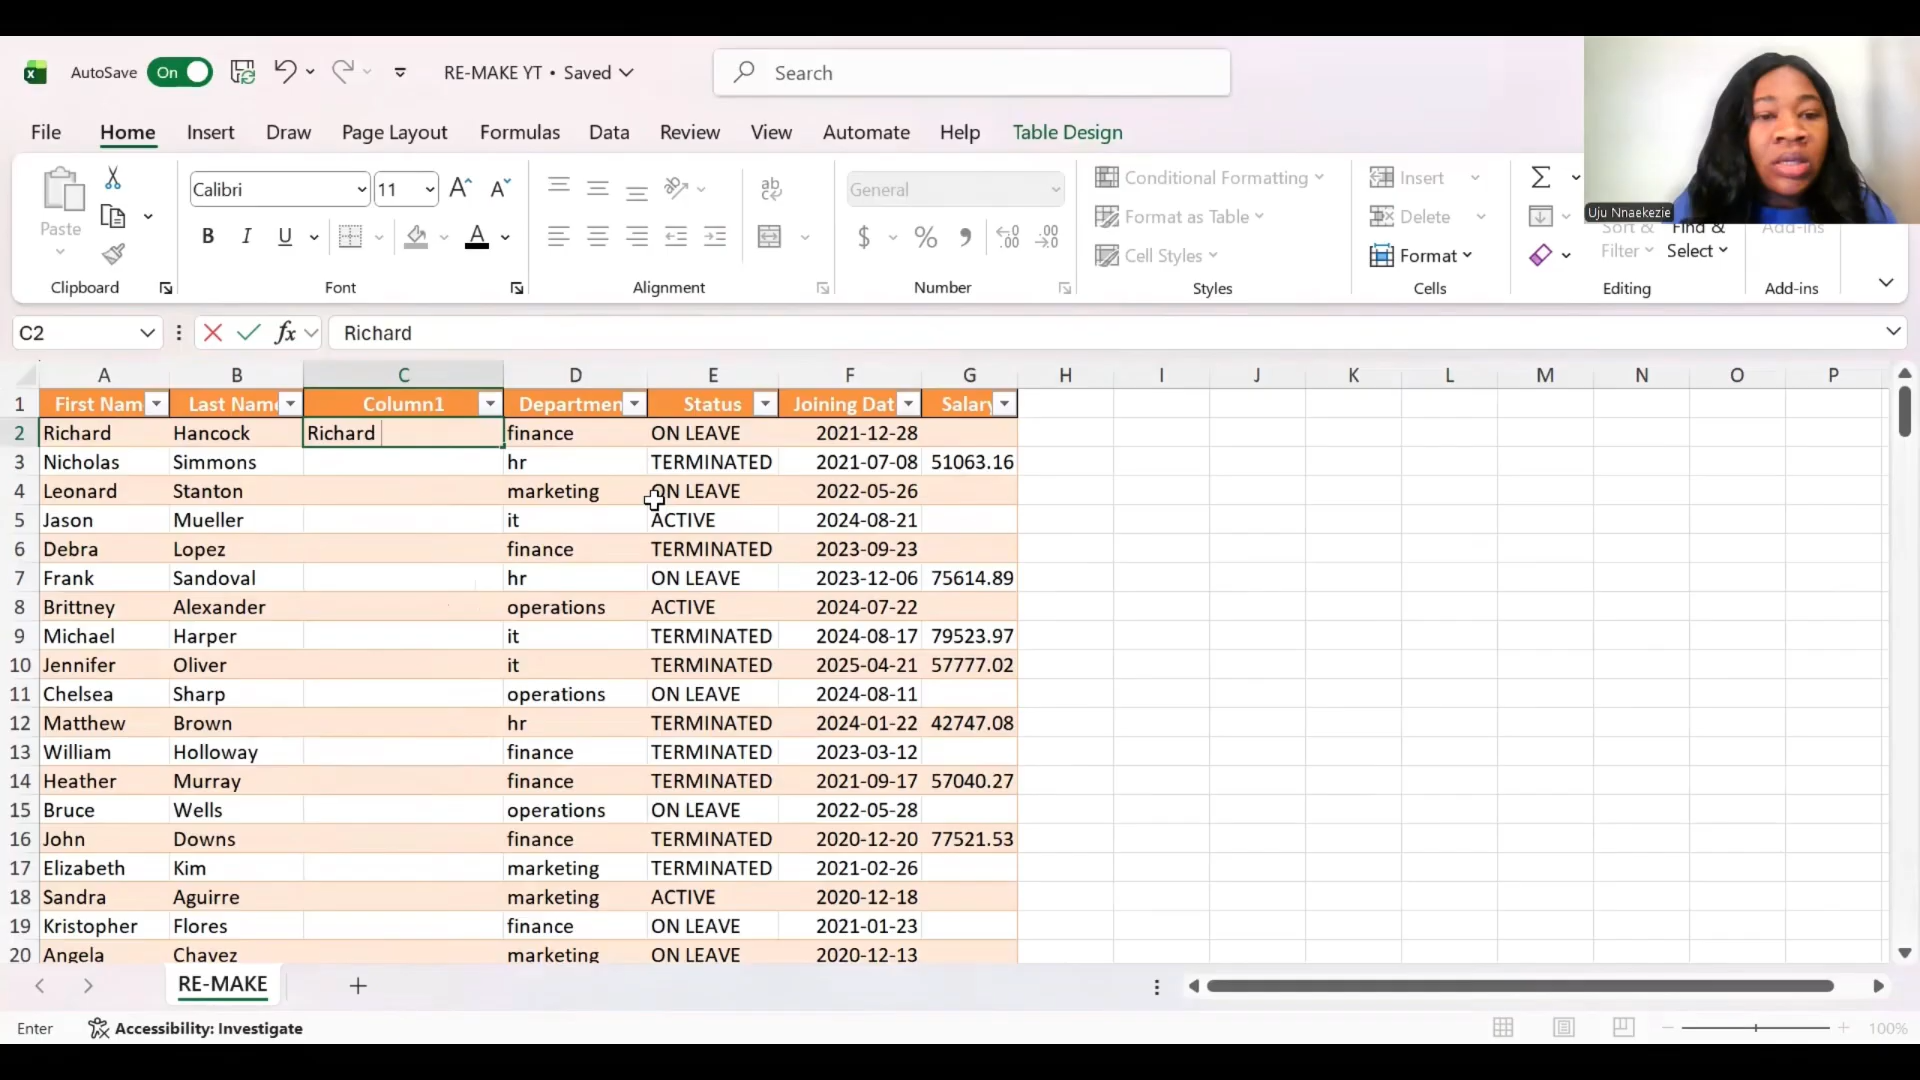 AutoSave On RE-MAKE YT • Saved Search
File Home Insert Draw Page Layout Formulas Data Review View Automate Help Table Design
Paste Calibri 11 General Conditional Formatting Insert
Format as Table Delete
B I U A ab $ % Cell Styles Format Sort & Filter Find & Select Add-ins
Clipboard Font Alignment Number Styles Cells Editing Add-ins
Uju Nnaekezie
C2 fx Richard
A B C D E F G H I J K L M N O P
1 First Nam Last Nam Column1 Departmen Status Joining Dat Salary
2 Richard Hancock Richard finance ON LEAVE 2021-12-28
3 Nicholas Simmons hr TERMINATED 2021-07-08 51063.16
4 Leonard Stanton marketing ON LEAVE 2022-05-26
5 Jason Mueller it ACTIVE 2024-08-21
6 Debra Lopez finance TERMINATED 2023-09-23
7 Frank Sandoval hr ON LEAVE 2023-12-06 75614.89
8 Brittney Alexander operations ACTIVE 2024-07-22
9 Michael Harper it TERMINATED 2024-08-17 79523.97
10 Jennifer Oliver it TERMINATED 2025-04-21 57777.02
11 Chelsea Sharp operations ON LEAVE 2024-08-11
12 Matthew Brown hr TERMINATED 2024-01-22 42747.08
13 William Holloway finance TERMINATED 2023-03-12
14 Heather Murray finance TERMINATED 2021-09-17 57040.27
15 Bruce Wells operations ON LEAVE 2022-05-28
16 John Downs finance TERMINATED 2020-12-20 77521.53
17 Elizabeth Kim marketing TERMINATED 2021-02-26
18 Sandra Aguirre marketing ACTIVE 2020-12-18
19 Kristopher Flores finance ON LEAVE 2021-01-23
20 Angela Chavez marketing ON LEAVE 2020-12-13
RE-MAKE
Enter Accessibility: Investigate 100%